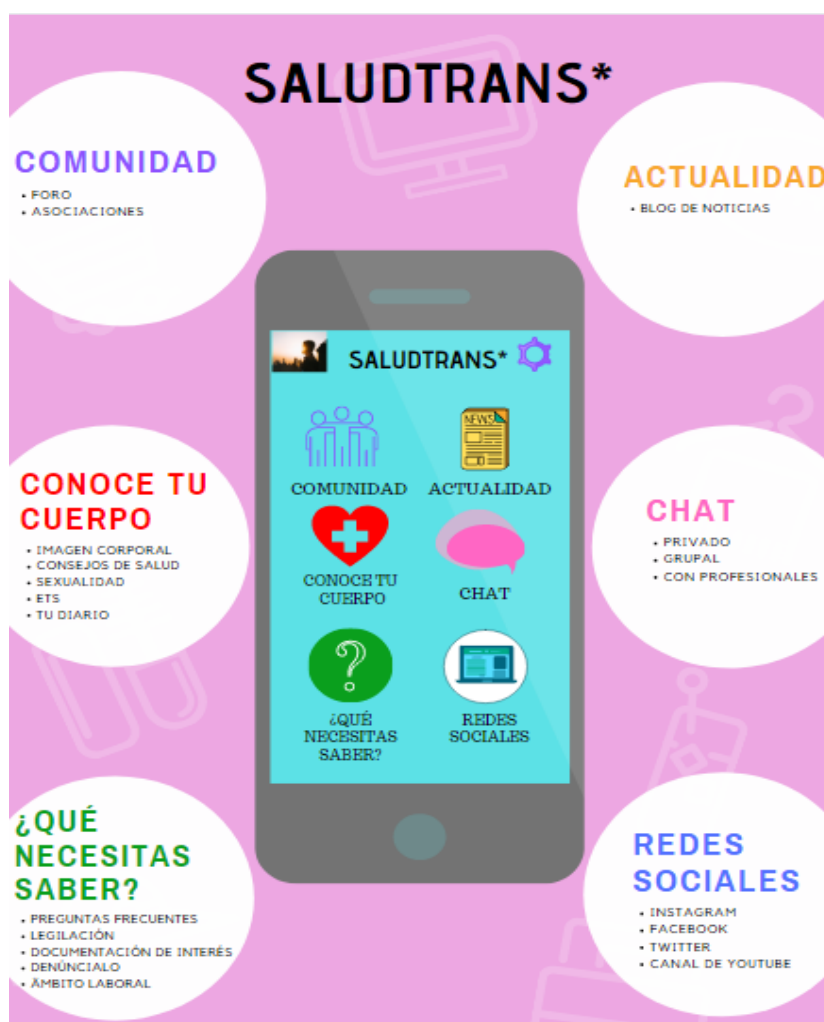 SALUDTRANS*
COMUNIDAD
• FORO
• ASOCIACIONES
ACTUALIDAD
• BLOG DE NOTICIAS
SALUDTRANS*
NEWS
COMUNIDAD
ACTUALIDAD
CONOCE TU
CUERPO
CHAT
¿QUÉ
NECESITAS
SABER?
REDES
SOCIALES
CONOCE TU
CUERPO
• IMAGEN CORPORAL
• CONSEJOS DE SALUD
• SEXUALIDAD
• ETS
• TU DIARIO
CHAT
• PRIVADO
• GRUPAL
• CON PROFESIONALES
¿QUÉ
NECESITAS
SABER?
• PREGUNTAS FRECUENTES
• LEGILACIÓN
• DOCUMENTACIÓN DE INTERÉS
• DENÚNCIALO
• ÁMBITO LABORAL
REDES
SOCIALES
• INSTAGRAM
• FACEBOOK
• TWITTER
• CANAL DE YOUTUBE